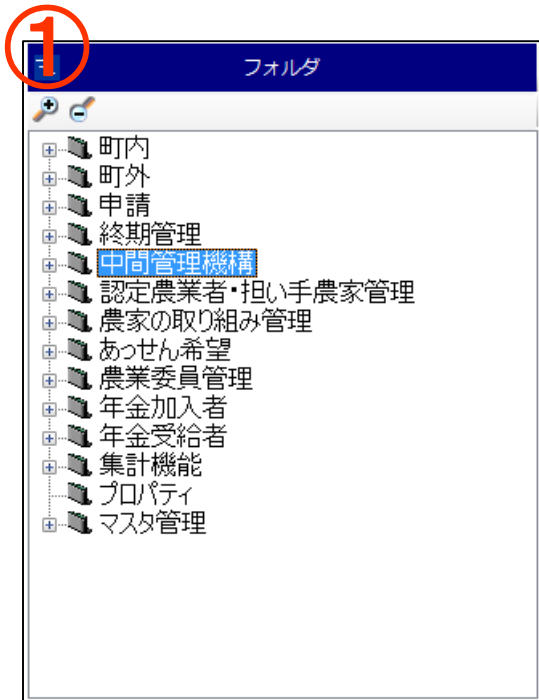 ①
フォルダ
町内
町外
申請
終期管理
中間管理機構
認定農業者・担い手農家管理
農家の取り組み管理
あっせん希望
農業委員管理
年金加入者
年金受給者
集計機能
プロパティ
マスタ管理